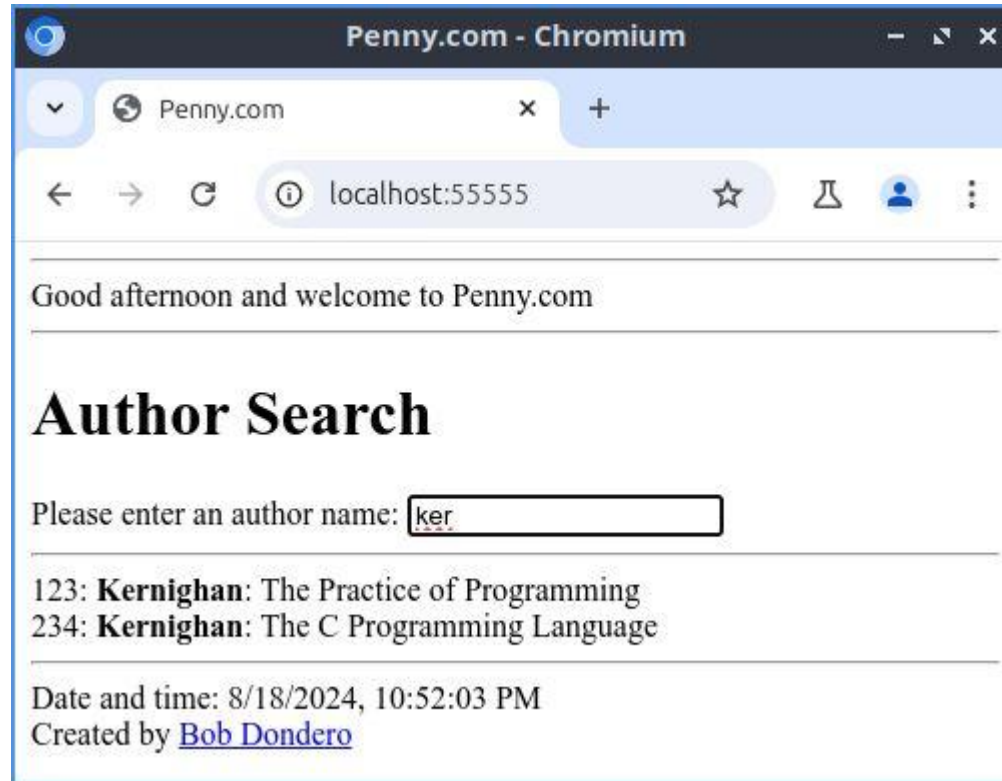 Penny.com - Chromium
Penny.com
localhost:55555
Good afternoon and welcome to Penny.com
Author Search
Please enter an author name: ker
123: Kernighan: The Practice of Programming
234: Kernighan: The C Programming Language
Date and time: 8/18/2024, 10:52:03 PM
Created by Bob Dondero